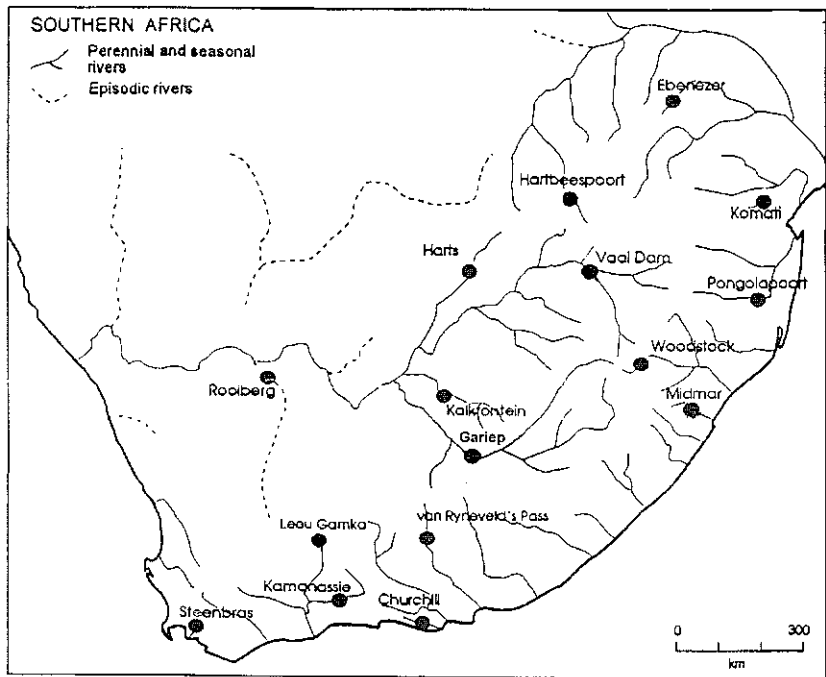 SOUTHERN AFRICA
Perennial and seasonal
rivers
Episodic rivers
Ebenezer
Hartbeespoort
Komati
Harts
Vaal Dam
Pongolapoort
Woodstock
Rooiberg
Kalkfontein
Midmar
Gariep
Leeu Gamka
van Ryneveld's Pass
Kamanassie
Churchill
Steenbras
0 300
km